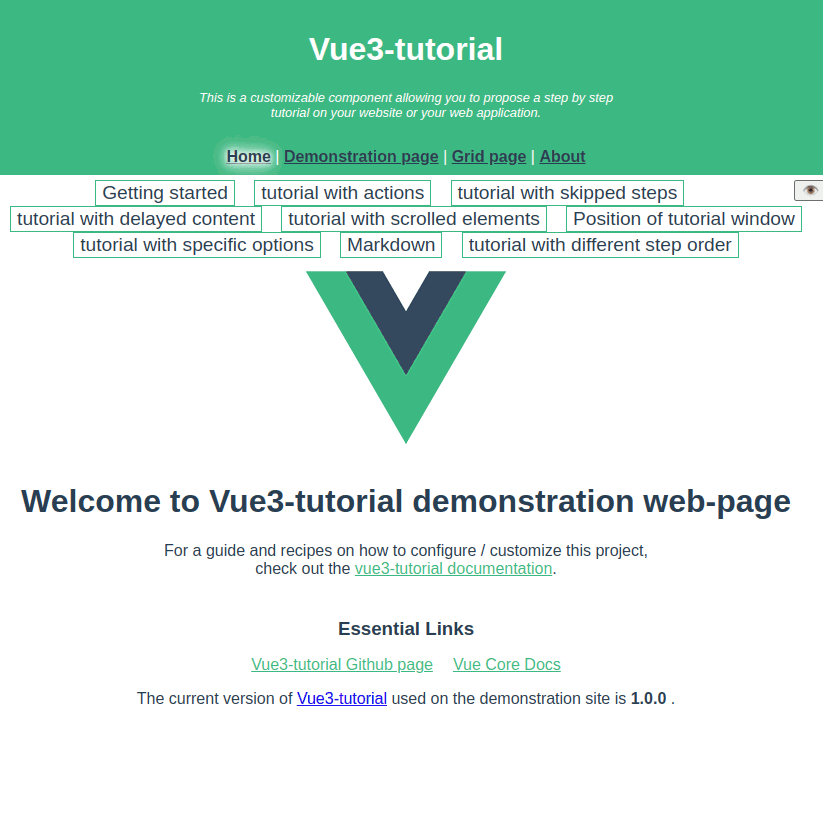 Vue3-tutorial
This is a customizable component allowing you to propose a step by step
tutorial on your website or your web application.
Home | Demonstration page | Grid page | About
Getting started tutorial with actions tutorial with skipped steps
tutorial with delayed content tutorial with scrolled elements Position of tutorial window
tutorial with specific options Markdown tutorial with different step order
Welcome to Vue3-tutorial demonstration web-page
For a guide and recipes on how to configure / customize this project,
check out the vue3-tutorial documentation.
Essential Links
Vue3-tutorial Github page Vue Core Docs
The current version of Vue3-tutorial used on the demonstration site is 1.0.0 .